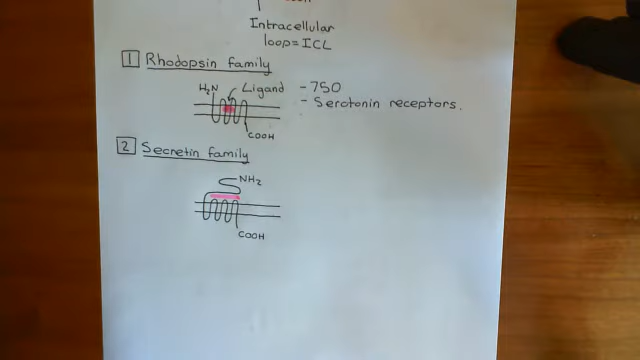 Intracellular
loop=ICL
1 Rhodopsin family
H₂N
Ligand
- 750
- Serotonin receptors.
COOH
2 Secretin family
NH₂
COOH